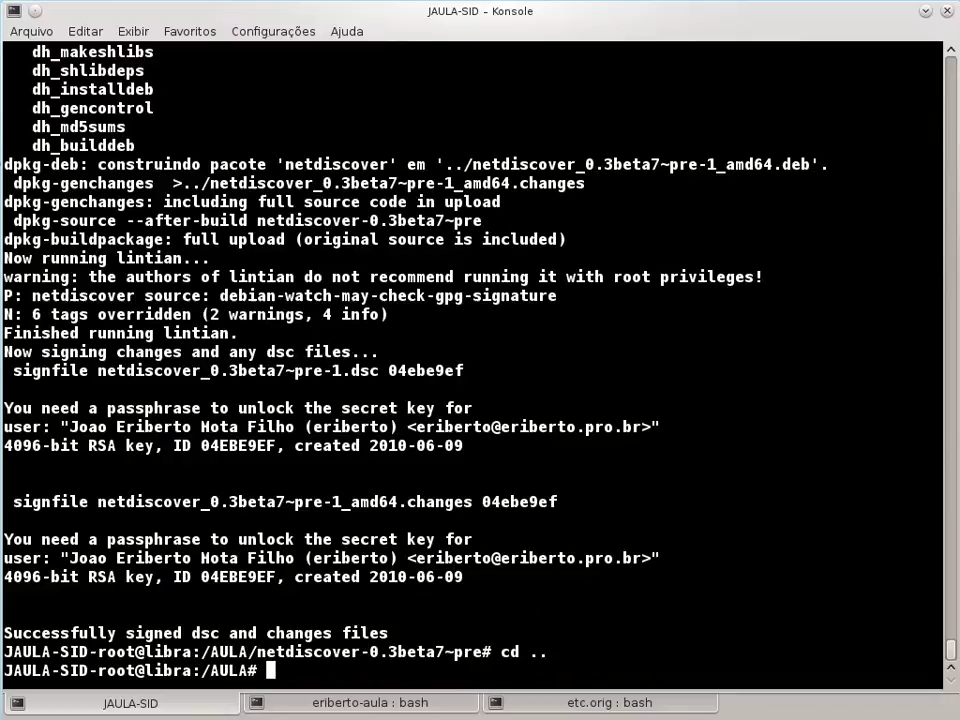 JAULA-SID – Konsole
Arquivo Editar Exibir Favoritos Configurações Ajuda
dh_makeshlibs
dh_shlibdeps
dh_installdeb
dh_gencontrol
dh_md5sums
dh_builddeb
dpkg-deb: construindo pacote 'netdiscover' em '../netdiscover_0.3beta7~pre-1_amd64.deb'.
dpkg-genchanges >../netdiscover_0.3beta7~pre-1_amd64.changes
dpkg-genchanges: including full source code in upload
dpkg-source --after-build netdiscover-0.3beta7~pre
dpkg-buildpackage: full upload (original source is included)
Now running lintian...
warning: the authors of lintian do not recommend running it with root privileges!
P: netdiscover source: debian-watch-may-check-gpg-signature
N: 6 tags overridden (2 warnings, 4 info)
Finished running lintian.
Now signing changes and any dsc files...
signfile netdiscover_0.3beta7~pre-1.dsc 04ebe9ef
You need a passphrase to unlock the secret key for
user: "Joao Eriberto Mota Filho (eriberto) <eriberto@eriberto.pro.br>"
4096-bit RSA key, ID 04EBE9EF, created 2010-06-09
signfile netdiscover_0.3beta7~pre-1_amd64.changes 04ebe9ef
You need a passphrase to unlock the secret key for
user: "Joao Eriberto Mota Filho (eriberto) <eriberto@eriberto.pro.br>"
4096-bit RSA key, ID 04EBE9EF, created 2010-06-09
Successfully signed dsc and changes files
JAULA-SID-root@libra:/AULA/netdiscover-0.3beta7~pre# cd ..
JAULA-SID-root@libra:/AULA#
JAULA-SID eriberto-aula : bash etc.orig : bash